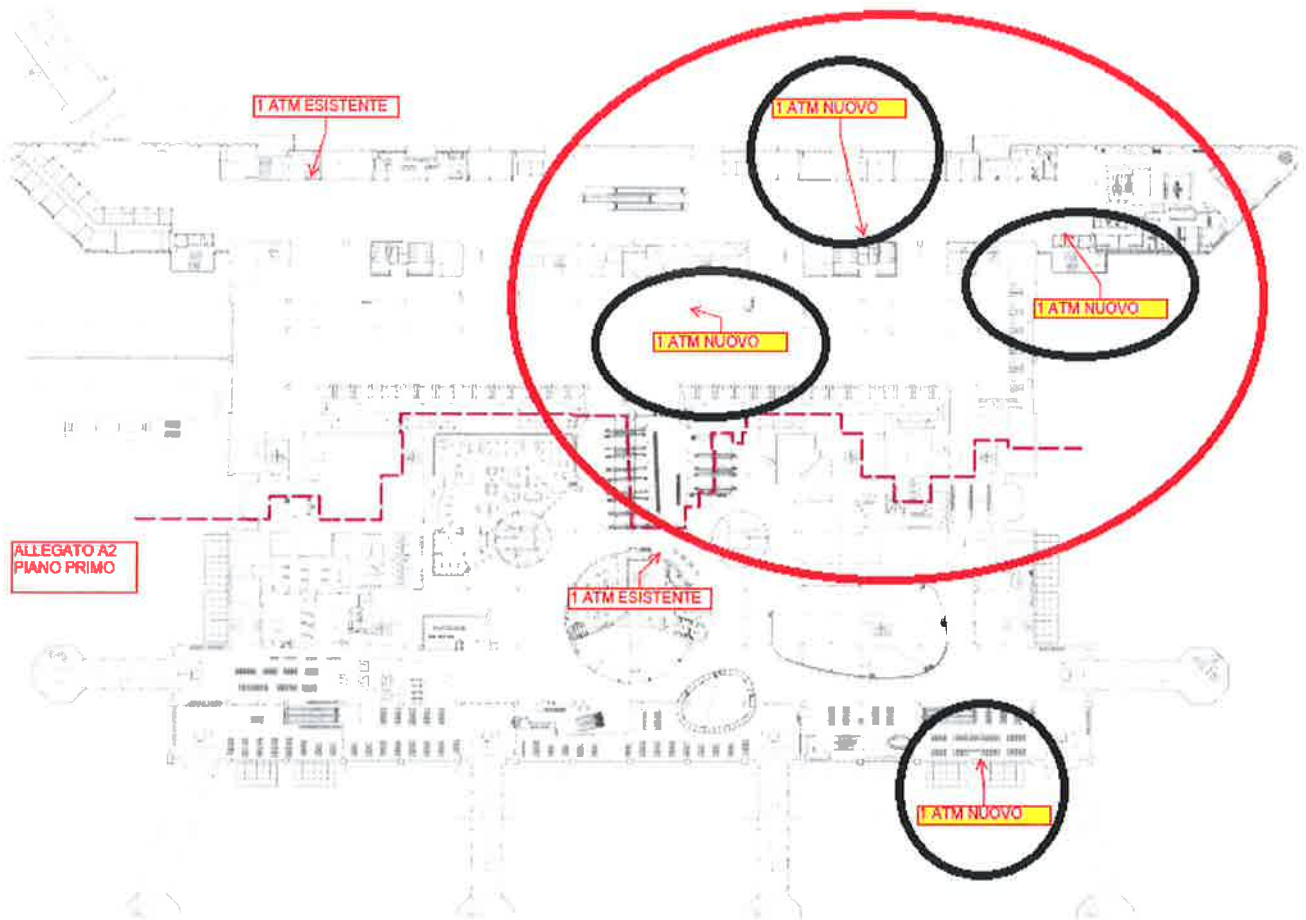 1 ATM ESISTENTE
1 ATM NUOVO
1 ATM NUOVO
1 ATM NUOVO
ALLEGATO A2
PIANO PRIMO
1 ATM ESISTENTE
1 ATM NUOVO